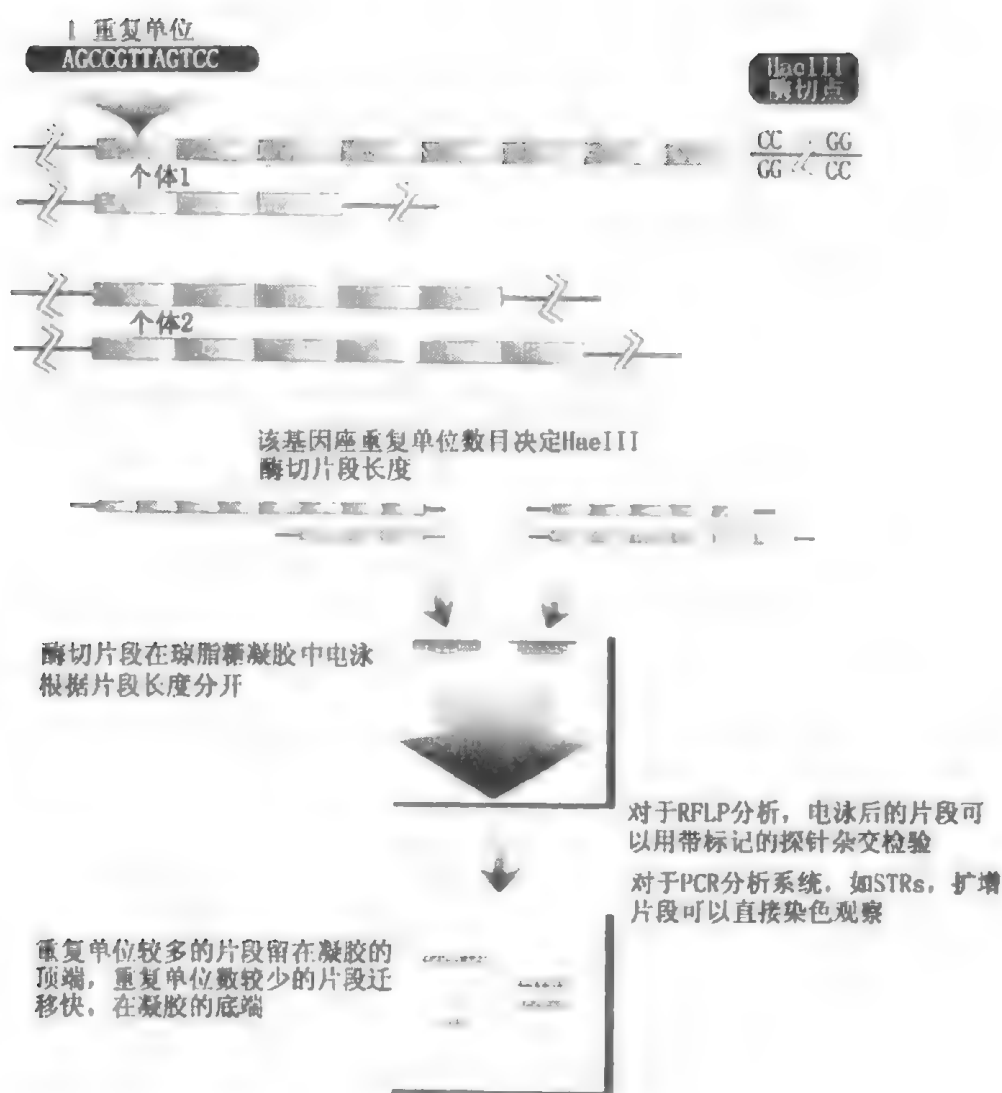 1 重复单位
AGCCGTTAGTCC
HaeIII
酶切点
CC GG
GG CC
个体1
个体2
该基因座重复单位数目决定HaeIII
酶切片段长度
酶切片段在琼脂糖凝胶中电泳
根据片段长度分开
对于RFLP分析，电泳后的片段可
以用带标记的探针杂交检验
对于PCR分析系统，如STRs，扩增
片段可以直接染色观察
重复单位较多的片段留在凝胶的
顶端，重复单位数较少的片段迁
移快，在凝胶的底端